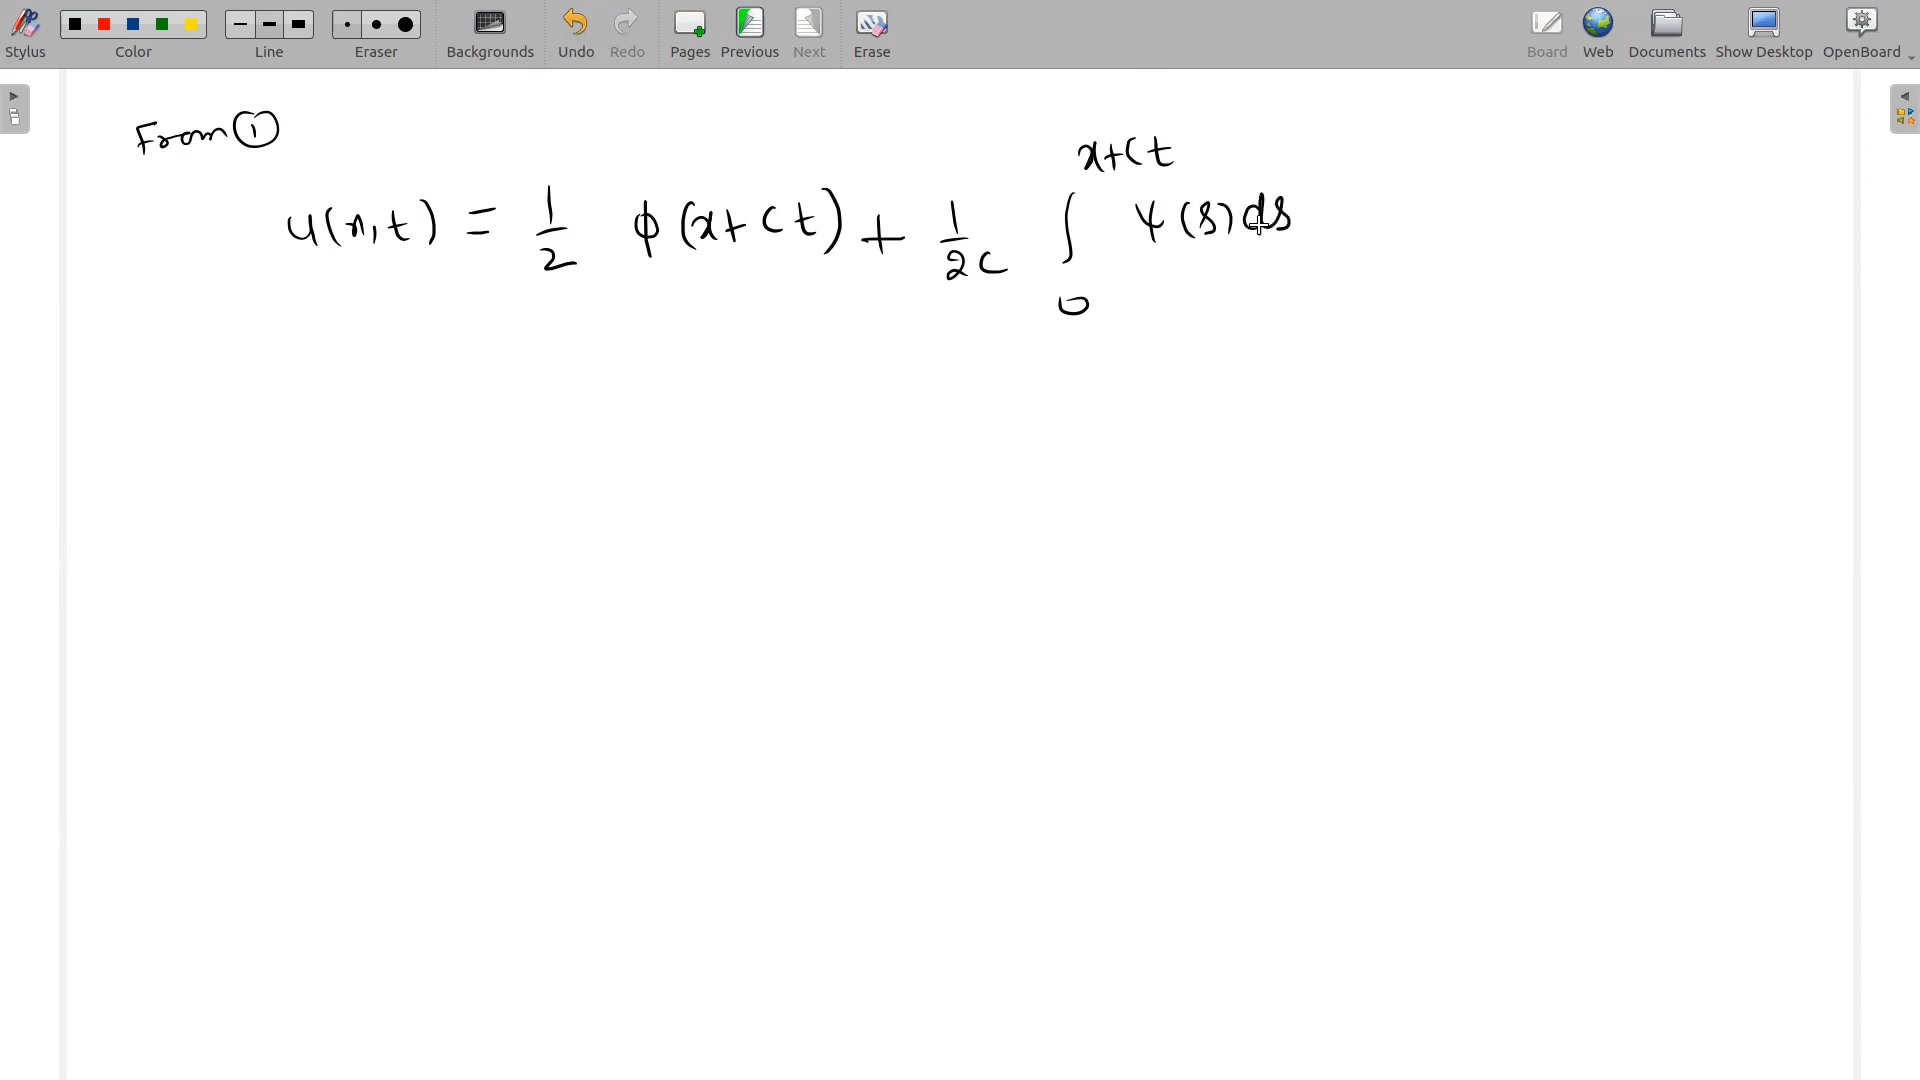 Stylus Color Line Eraser Backgrounds Undo Redo Pages Previous Next Erase Board Web Documents Show Desktop OpenBoard
From ①
x+ct
u(x,t) = 1/2 ϕ(x+ct) + 1/2c ∫ ψ(s)ds
0